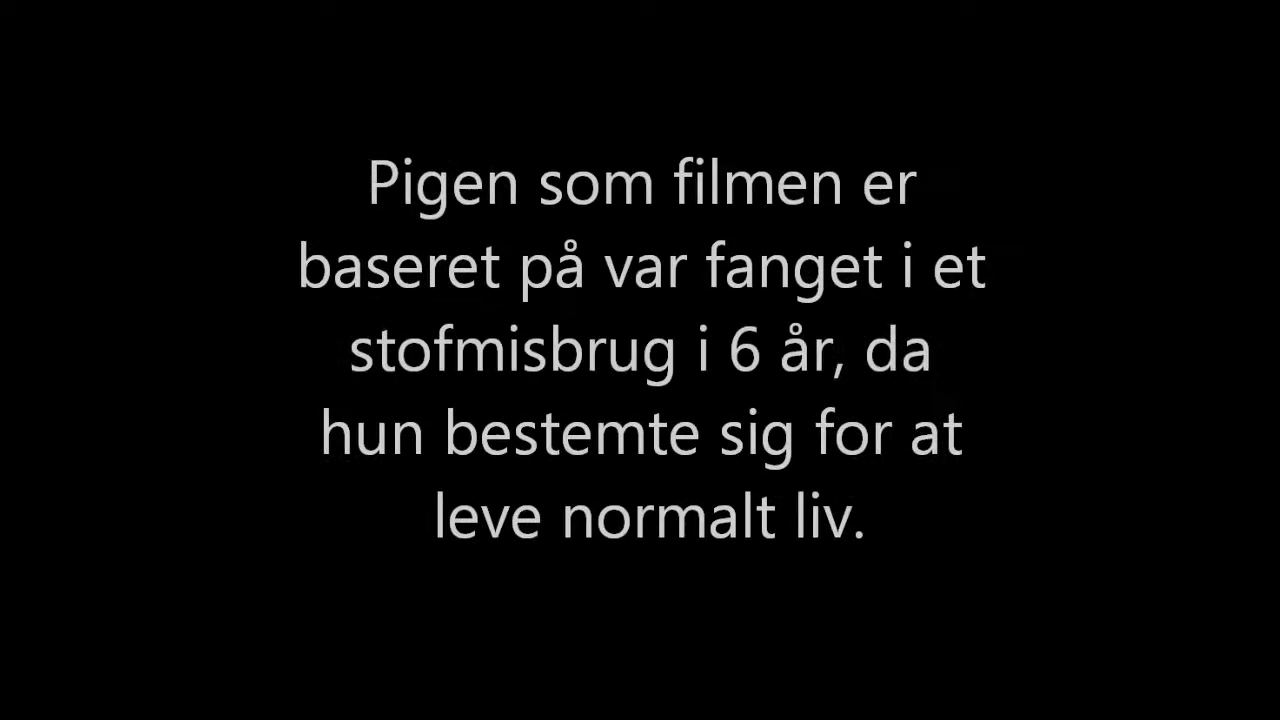 Pigen som filmen er
baseret på var fanget i et
stofmisbrug i 6 år, da
hun bestemte sig for at
leve normalt liv.